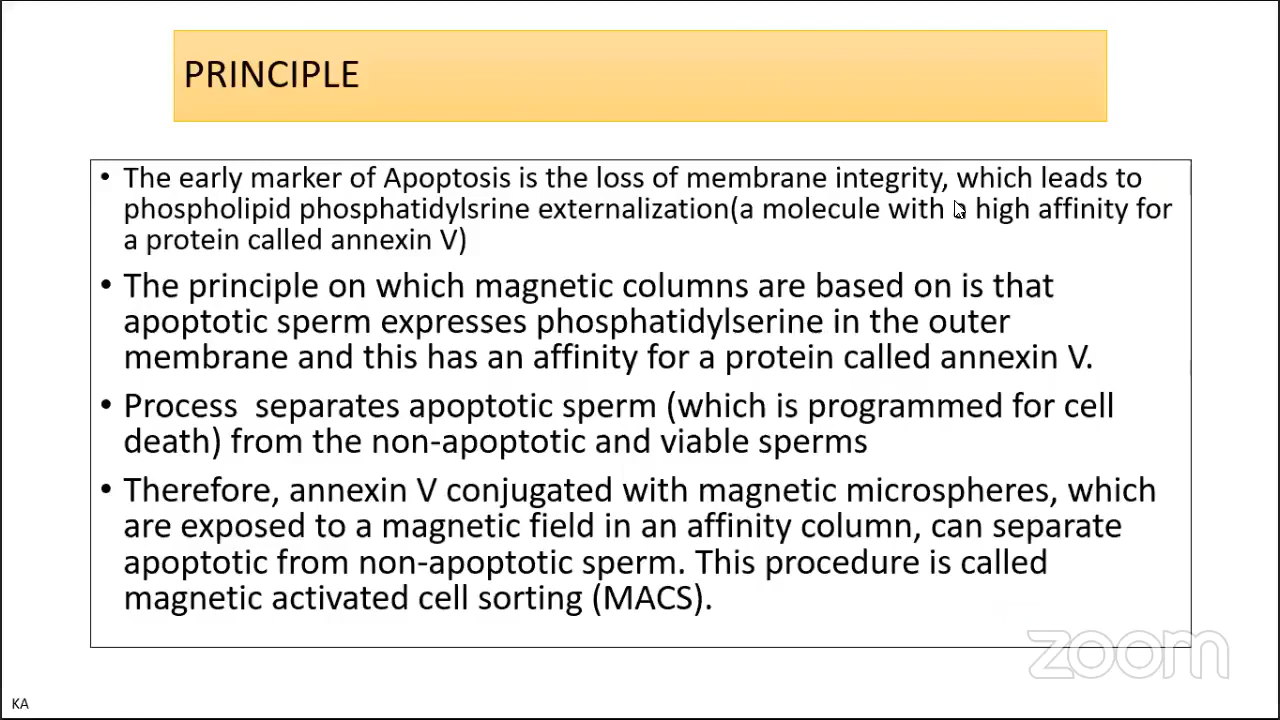 PRINCIPLE
• The early marker of Apoptosis is the loss of membrane integrity, which leads to
phospholipid phosphatidylsrine externalization(a molecule with a high affinity for
a protein called annexin V)
• The principle on which magnetic columns are based on is that
apoptotic sperm expresses phosphatidylserine in the outer
membrane and this has an affinity for a protein called annexin V.
• Process  separates apoptotic sperm (which is programmed for cell
death) from the non-apoptotic and viable sperms
• Therefore, annexin V conjugated with magnetic microspheres, which
are exposed to a magnetic field in an affinity column, can separate
apoptotic from non-apoptotic sperm. This procedure is called
magnetic activated cell sorting (MACS).
zoom
KA